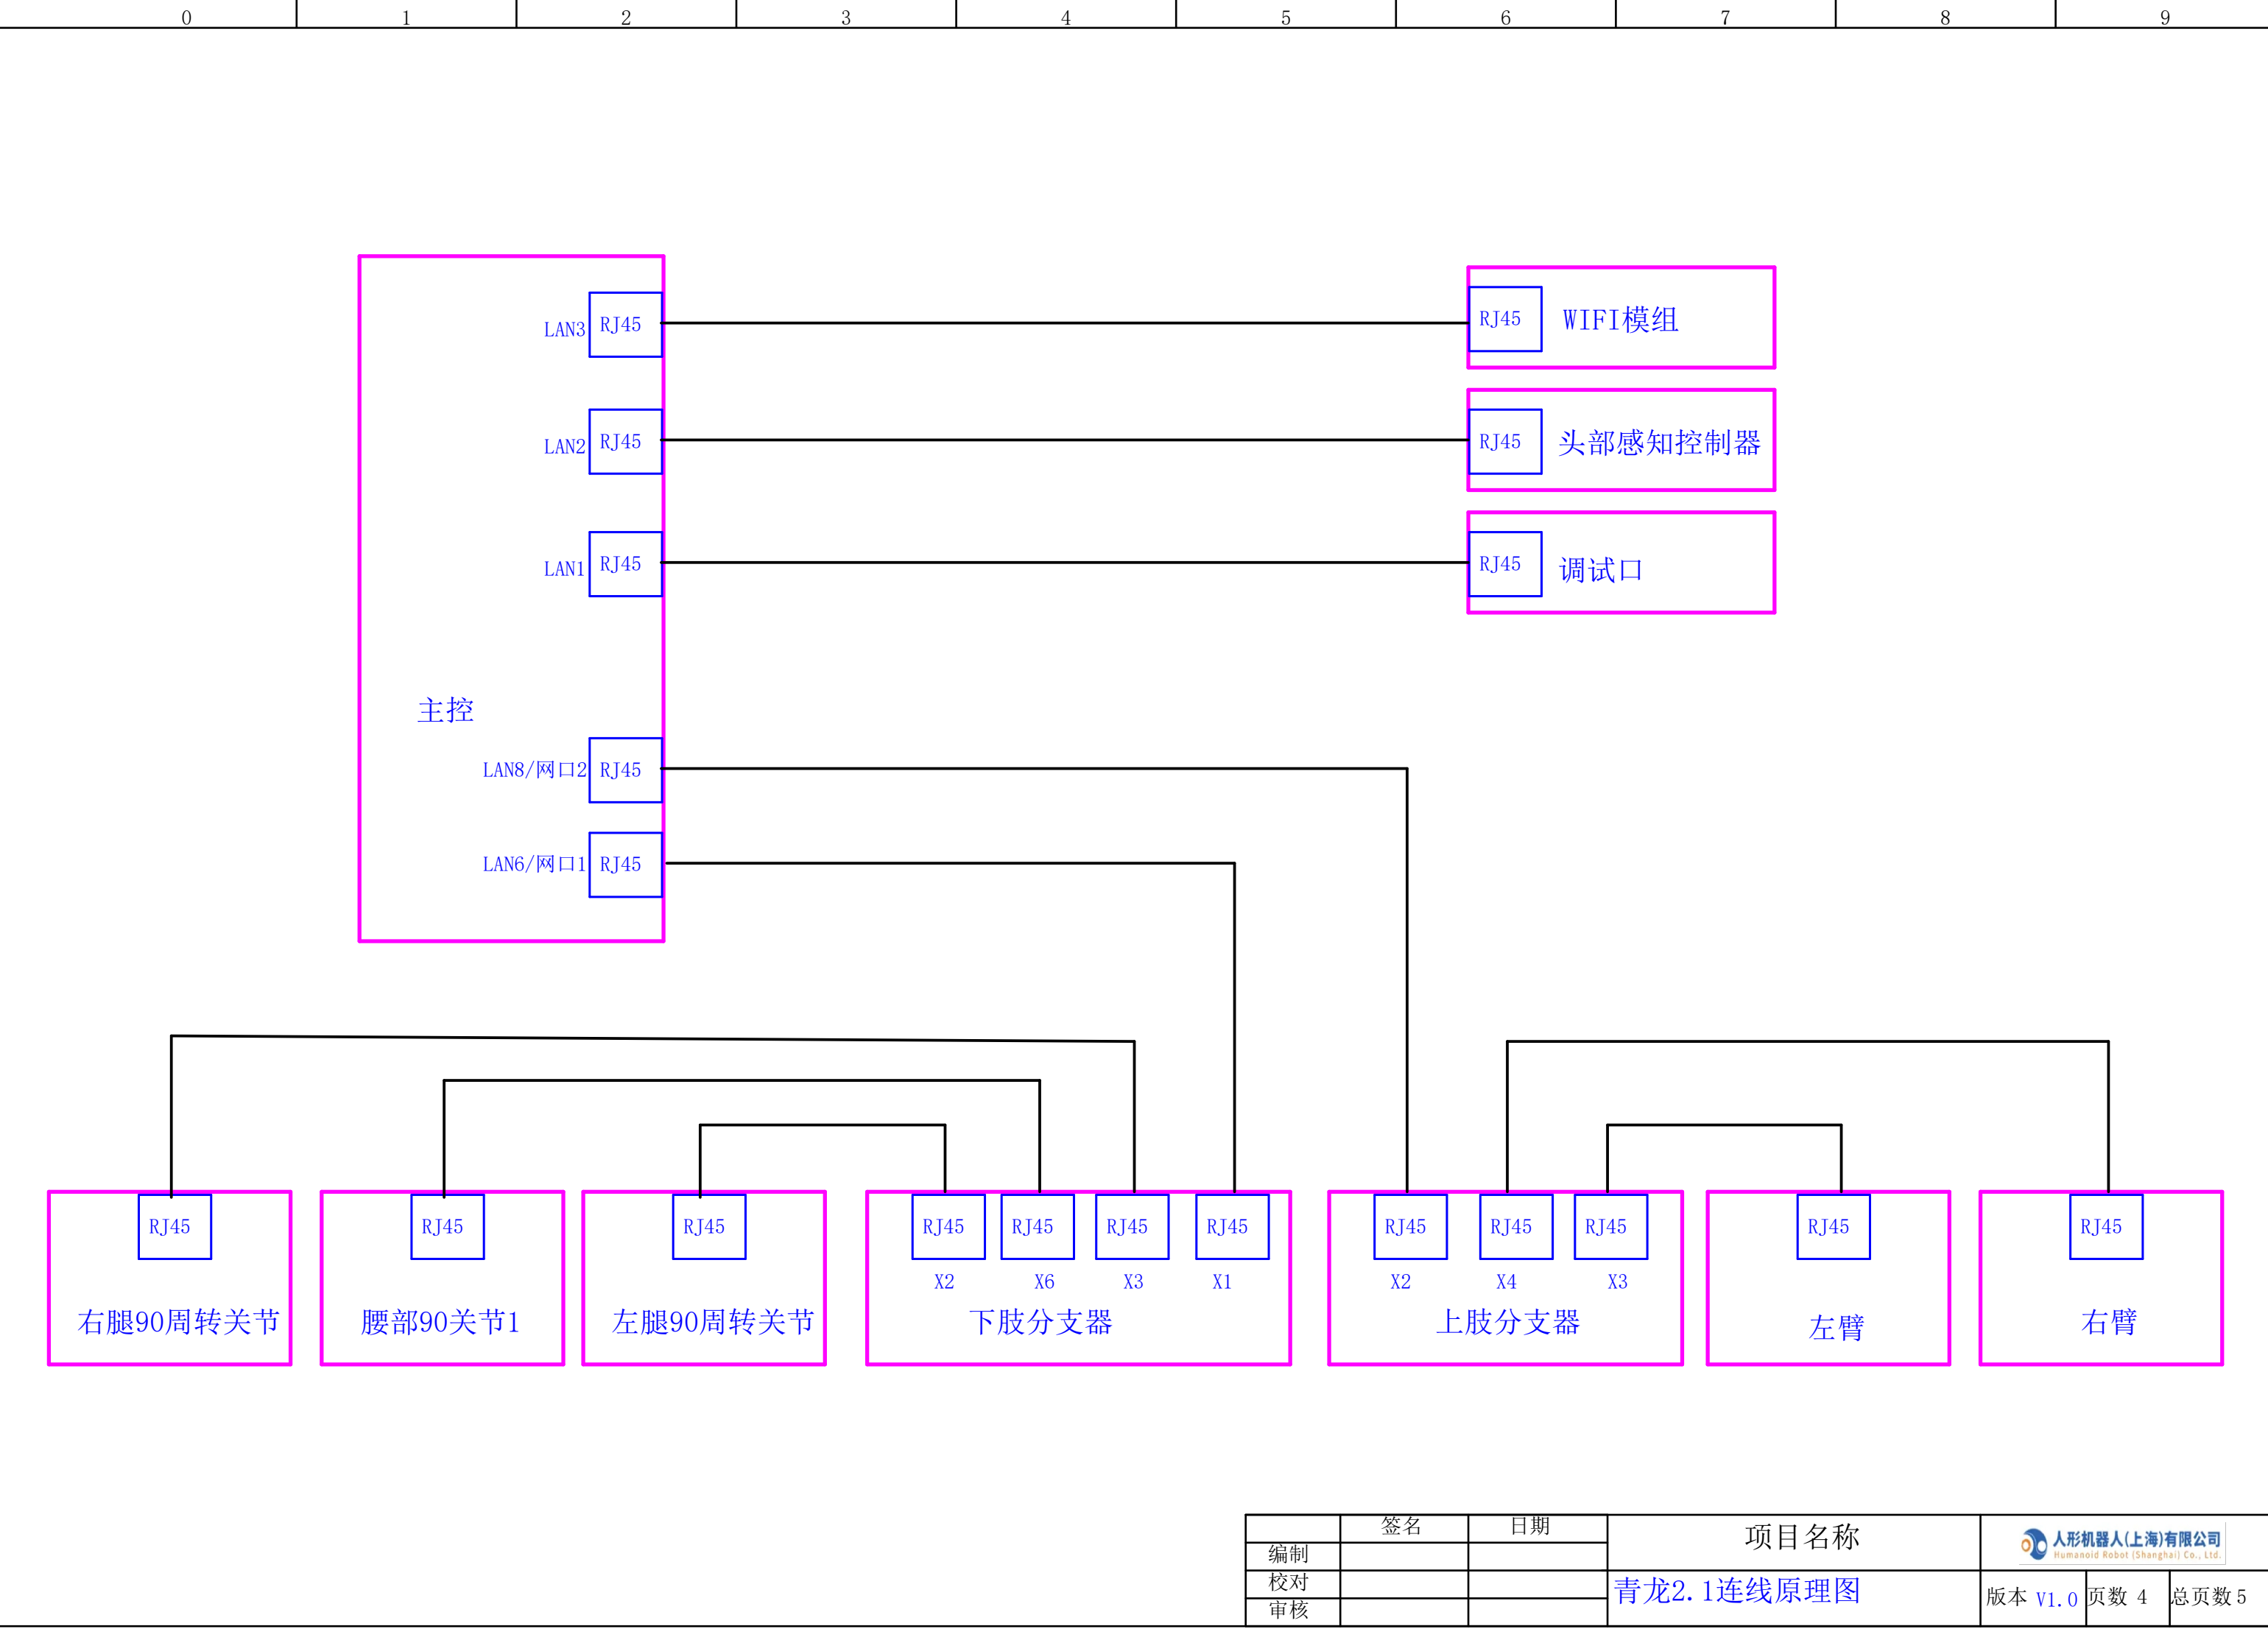 0 1 2 3 4 5 6 7 8 9
LAN3 RJ45
RJ45 WIFI模组
LAN2 RJ45
RJ45 头部感知控制器
LAN1 RJ45
RJ45 调试口
主控
LAN8/网口2 RJ45
LAN6/网口1 RJ45
RJ45 RJ45 RJ45 RJ45 RJ45 RJ45 RJ45 RJ45 RJ45 RJ45 RJ45 RJ45
X2 X6 X3 X1 X2 X4 X3
右腿90周转关节 腰部90关节1 左腿90周转关节 下肢分支器 上肢分支器 左臂 右臂
签名 日期
编制
校对
审核
项目名称
青龙2.1连线原理图
人形机器人(上海)有限公司
Humanoid Robot (Shanghai) Co., Ltd.
版本 V1.0 页数 4 总页数 5